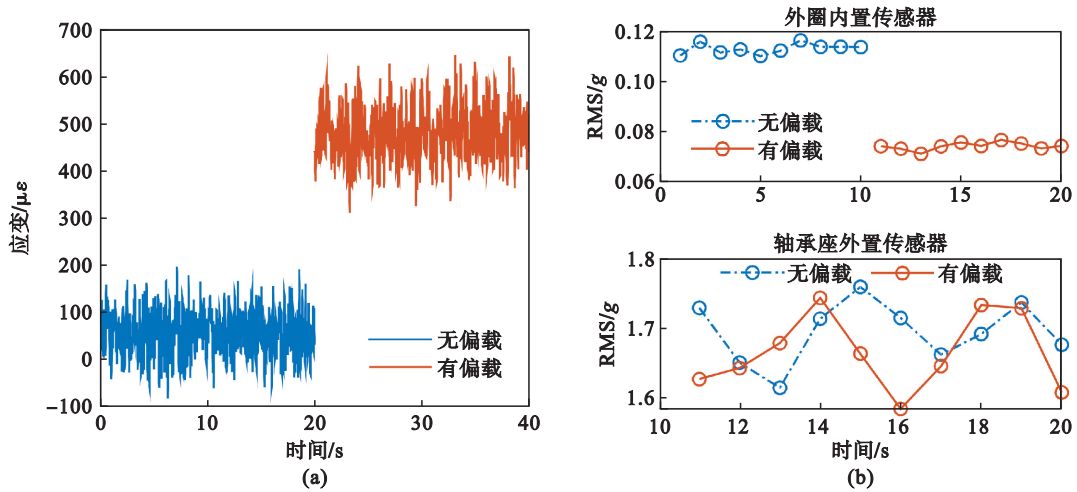 700
600
500
400
300
200
100
0
−100
应变/με
无偏载
有偏载
0 10 20 30 40
时间/s
(a)
外圈内置传感器
0.12
0.10
0.08
0.06
RMS/g
无偏载
有偏载
0 5 10 15 20
轴承座外置传感器
1.8
1.7
1.6
RMS/g
无偏载 有偏载
10 12 14 16 18 20
时间/s
(b)